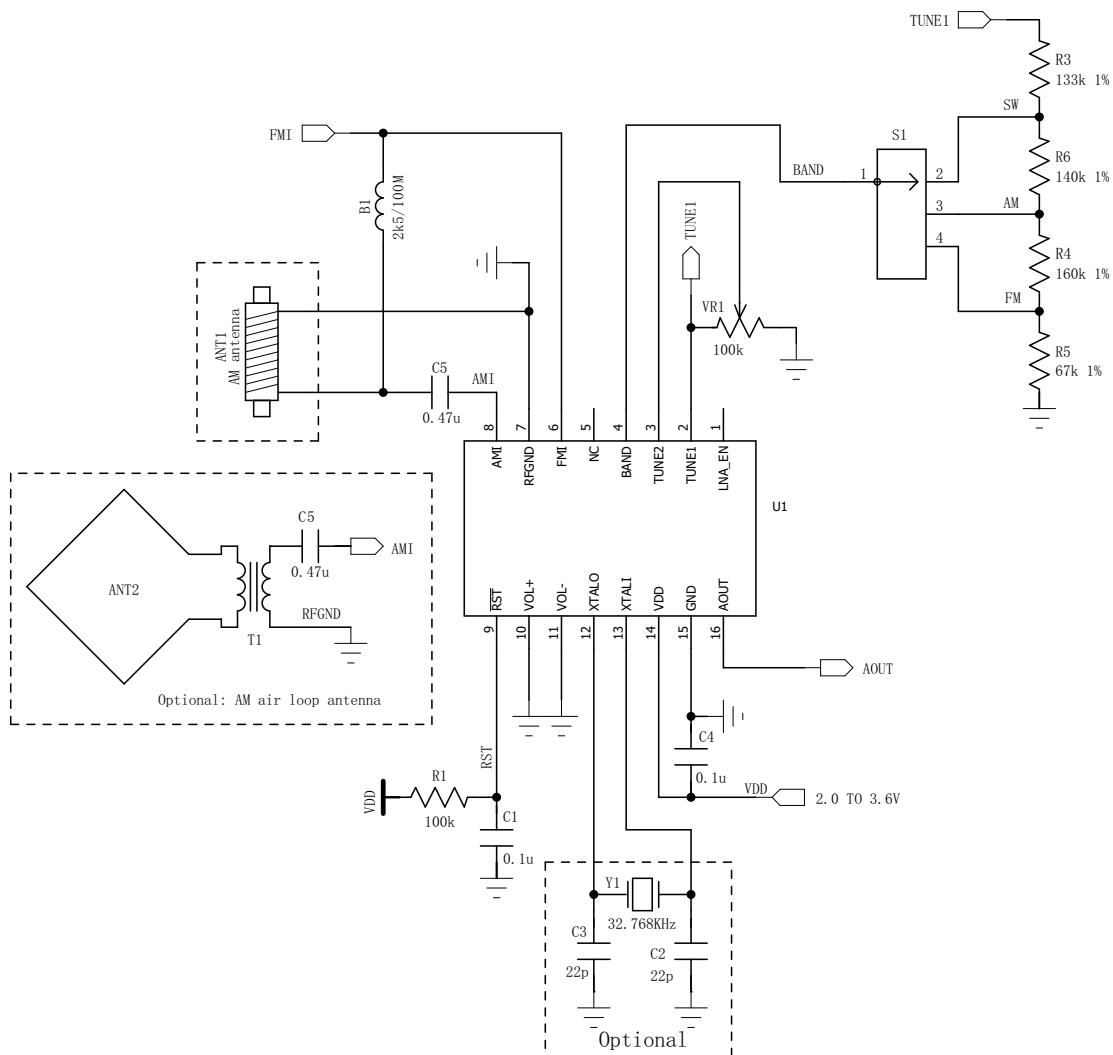 TUNE1
R3
133k 1%
SW
FMI
S1
R6
140k 1%
BAND
1
2
B1
2k5/100M
3
AM
TUNE1
4
R4
160k 1%
FM
VR1
100k
R5
67k 1%
ANT1
AM antenna
C5
AMI
0.47u
8
7
6
5
4
3
2
1
AMI
RFGND
FMI
NC
BAND
TUNE2
TUNE1
LNA_EN
U1
C5
AMI
0.47u
ANT2
RFGND
T1
Optional: AM air loop antenna
RST
VOL+
VOL-
XTALO
XTALI
VDD
GND
AOUT
9
10
11
12
13
14
15
16
AOUT
C4
0.1u
RST
R1
VDD
100k
VDD
2.0 TO 3.6V
C1
0.1u
Y1
32.768KHz
C3
22p
C2
22p
Optional